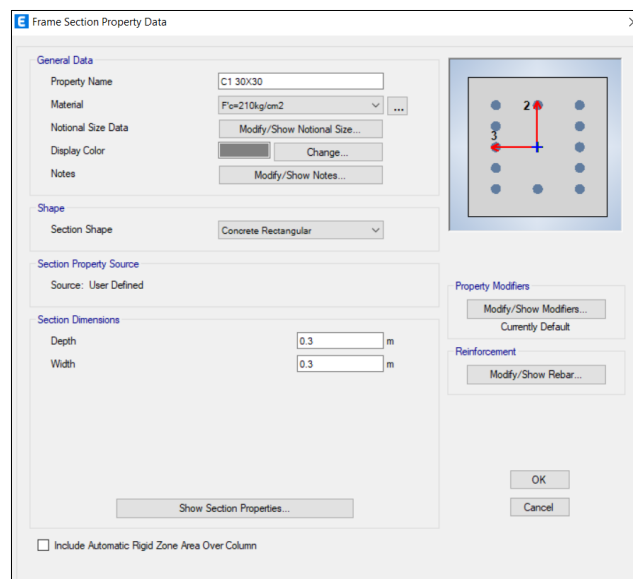 E Frame Section Property Data
General Data
Property Name C1 30X30
Material F'c=210kg/cm2 ...
Notional Size Data Modify/Show Notional Size...
Display Color Change...
Notes Modify/Show Notes...
Shape
Section Shape Concrete Rectangular
Section Property Source
Source: User Defined
Section Dimensions
Depth 0.3 m
Width 0.3 m
Show Section Properties...
Include Automatic Rigid Zone Area Over Column
2
3
Property Modifiers
Modify/Show Modifiers...
Currently Default
Reinforcement
Modify/Show Rebar...
OK
Cancel